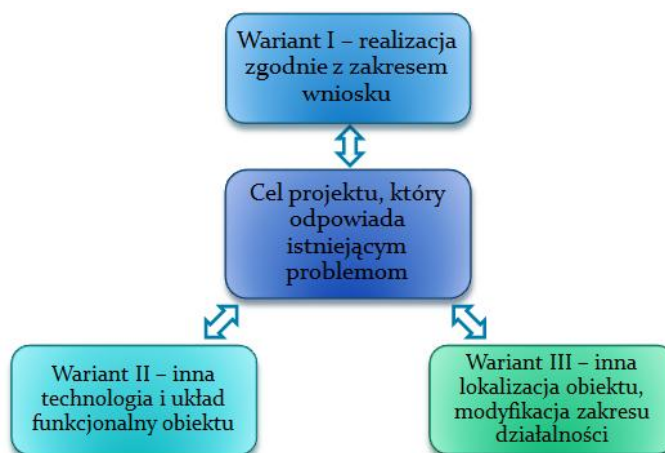 Wariant I – realizacja
zgodnie z zakresem
wniosku
Cel projektu, który
odpowiada
istniejącym
problemom
Wariant II – inna
technologia i układ
funkcjonalny obiektu
Wariant III – inna
lokalizacja obiektu,
modyfikacja zakresu
działalności